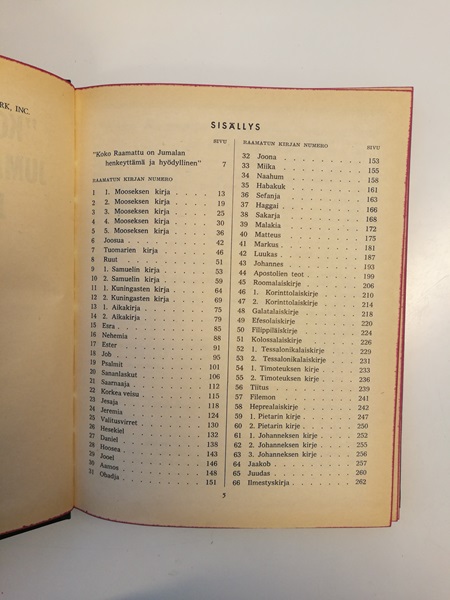 RK, INC.
SISÄLLYS
SIVU
"Koko Raamattu on Jumalan
henkeyttämä ja hyödyllinen" 7
RAAMATUN KIRJAN NUMERO
1 1. Mooseksen kirja . . . . 13
2 2. Mooseksen kirja . . . . 19
3 3. Mooseksen kirja . . . . 25
4 4. Mooseksen kirja . . . . 30
5 5. Mooseksen kirja . . . . 36
6 Joosua . . . . 42
7 Tuomarien kirja . . . . 46
8 Ruut . . . . 51
9 1. Samuelin kirja . . . . 53
10 2. Samuelin kirja . . . . 59
11 1. Kuningasten kirja . . . . 64
12 2. Kuningasten kirja . . . . 69
13 1. Aikakirja . . . . 75
14 2. Aikakirja . . . . 79
15 Esra . . . . 85
16 Nehemia . . . . 88
17 Ester . . . . 91
18 Job . . . . 95
19 Psalmit . . . . 101
20 Sananlaskut . . . . 106
21 Saarnaaja . . . . 112
22 Korkea veisu . . . . 115
23 Jesaja . . . . 118
24 Jeremia . . . . 124
25 Valitusvirret . . . . 130
26 Hesekiel . . . . 132
27 Daniel . . . . 138
28 Hoosea . . . . 143
29 Jooel . . . . 146
30 Aamos . . . . 148
31 Obadja . . . . 151
RAAMATUN KIRJAN NUMERO SIVU
32 Joona . . . . 153
33 Miika . . . . 155
34 Naahum . . . . 158
35 Habakuk . . . . 161
36 Sefanja . . . . 163
37 Haggai . . . . 166
38 Sakarja . . . . 168
39 Malakia . . . . 172
40 Matteus . . . . 175
41 Markus . . . . 181
42 Luukas . . . . 187
43 Johannes . . . . 193
44 Apostolien teot . . . . 199
45 Roomalaiskirje . . . . 206
46 1. Korinttolaiskirje . . . . 210
47 2. Korinttolaiskirje . . . . 214
48 Galatalaiskirje . . . . 218
49 Efesolaiskirje . . . . 220
50 Filippiläiskirje . . . . 224
51 Kolossalaiskirje . . . . 226
52 1. Tessalonikalaiskirje . . . . 229
53 2. Tessalonikalaiskirje . . . . 231
54 1. Timoteuksen kirje . . . . 234
55 2. Timoteuksen kirje . . . . 236
56 Tiitus . . . . 239
57 Filemon . . . . 241
58 Heprealaiskirje . . . . 242
59 1. Pietarin kirje . . . . 247
60 2. Pietarin kirje . . . . 250
61 1. Johanneksen kirje . . . . 252
62 2. Johanneksen kirje . . . . 255
63 3. Johanneksen kirje . . . . 256
64 Jaakob . . . . 257
65 Juudas . . . . 260
66 Ilmestyskirja . . . . 262
5